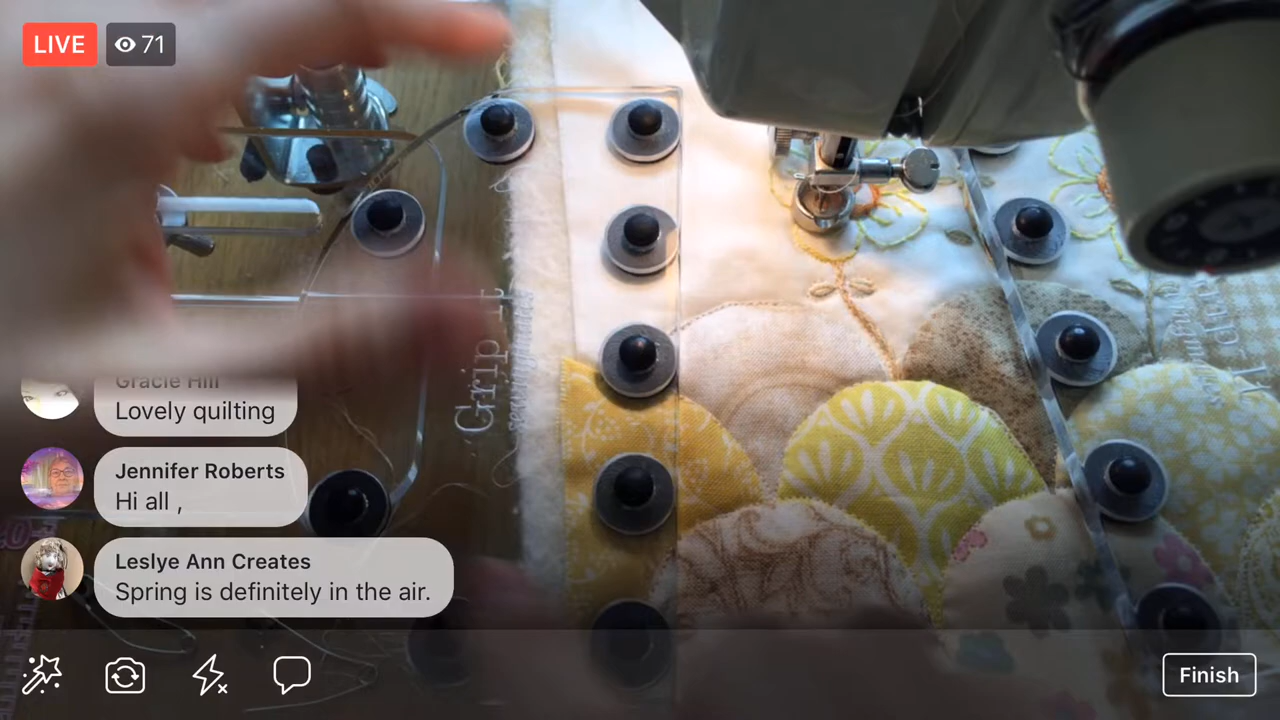 LIVE
71
Grip It
Gracie Hill
Lovely quilting
Jennifer Roberts
Hi all ,
Leslye Ann Creates
Spring is definitely in the air.
Finish